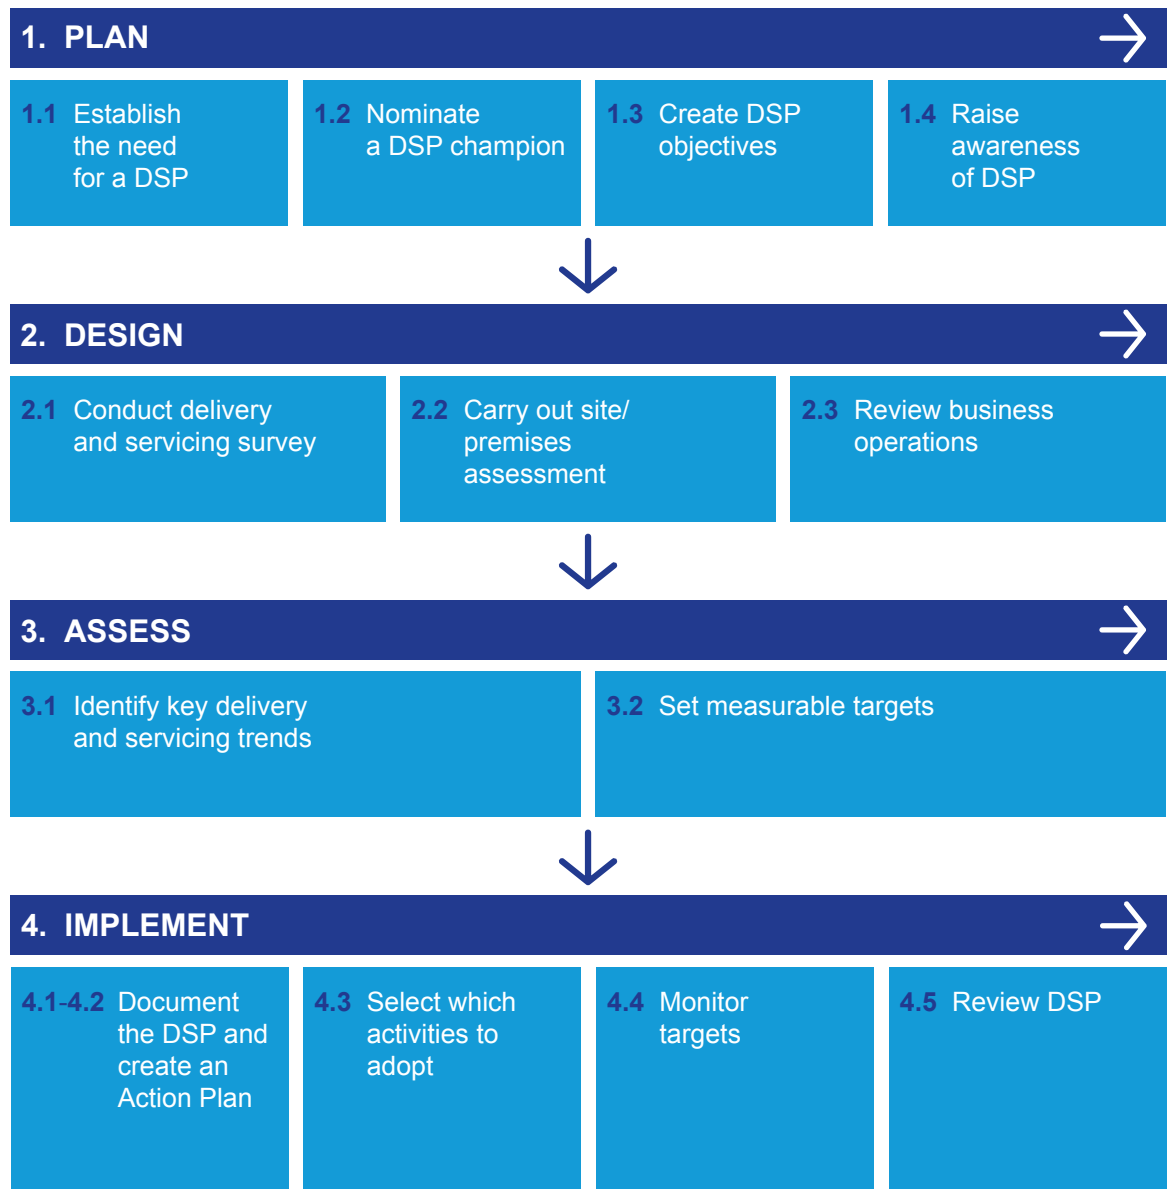 1. PLAN
1.1 Establish
the need
for a DSP
1.2 Nominate
a DSP champion
1.3 Create DSP
objectives
1.4 Raise
awareness
of DSP
2. DESIGN
2.1 Conduct delivery
and servicing survey
2.2 Carry out site/
premises
assessment
2.3 Review business
operations
3. ASSESS
3.1 Identify key delivery
and servicing trends
3.2 Set measurable targets
4. IMPLEMENT
4.1-4.2 Document
the DSP and
create an
Action Plan
4.3 Select which
activities to
adopt
4.4 Monitor
targets
4.5 Review DSP